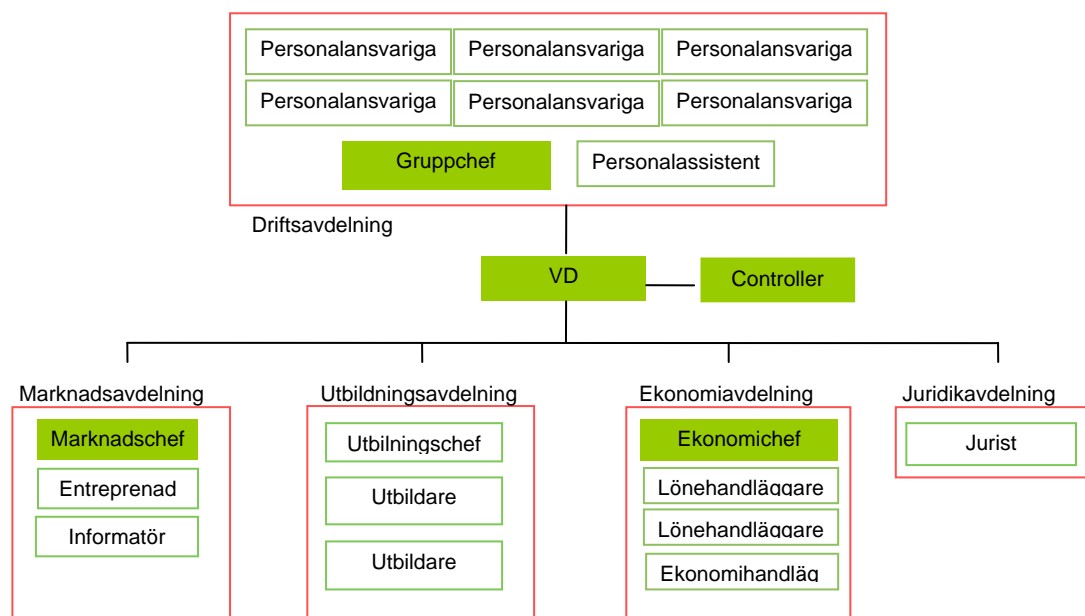 Personalansvariga Personalansvariga Personalansvariga
Personalansvariga Personalansvariga Personalansvariga
Gruppchef Personalassistent
Driftsavdelning
VD Controller
Marknadsavdelning Utbildningsavdelning Ekonomiavdelning Juridikavdelning
Marknadschef Utbilningschef Ekonomichef Jurist
Entreprenad Utbildare Lönehandläggare
Informatör Lönehandläggare
Utbildare Ekonomihandläg